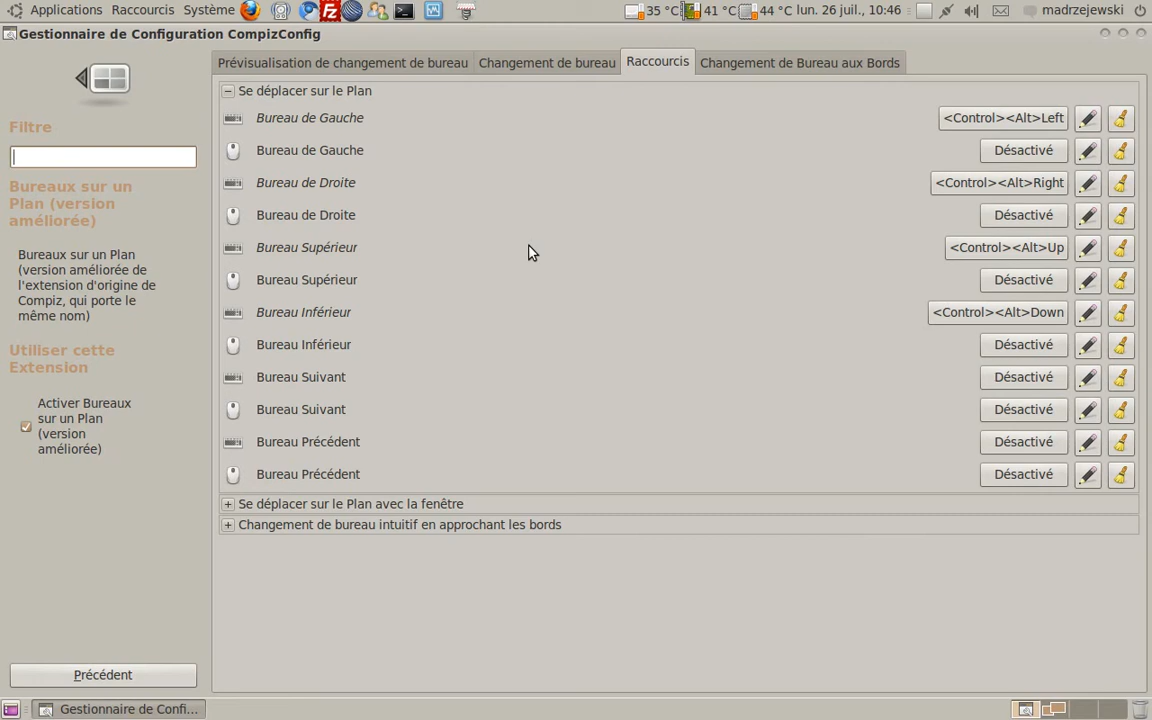 Applications Raccourcis Système 35 °C 41 °C 44 °C lun. 26 juil., 10:46 madrzejewski
Gestionnaire de Configuration CompizConfig
Prévisualisation de changement de bureau Changement de bureau Raccourcis Changement de Bureau aux Bords
Filtre
Bureaux sur un
Plan (version
améliorée)
Bureaux sur un Plan
(version améliorée de
l'extension d'origine de
Compiz, qui porte le
même nom)
Utiliser cette
Extension
Activer Bureaux
sur un Plan
(version
améliorée)
Précédent
Se déplacer sur le Plan
Bureau de Gauche <Control><Alt>Left
Bureau de Gauche Désactivé
Bureau de Droite <Control><Alt>Right
Bureau de Droite Désactivé
Bureau Supérieur <Control><Alt>Up
Bureau Supérieur Désactivé
Bureau Inférieur <Control><Alt>Down
Bureau Inférieur Désactivé
Bureau Suivant Désactivé
Bureau Suivant Désactivé
Bureau Précédent Désactivé
Bureau Précédent Désactivé
Se déplacer sur le Plan avec la fenêtre
Changement de bureau intuitif en approchant les bords
Gestionnaire de Confi...